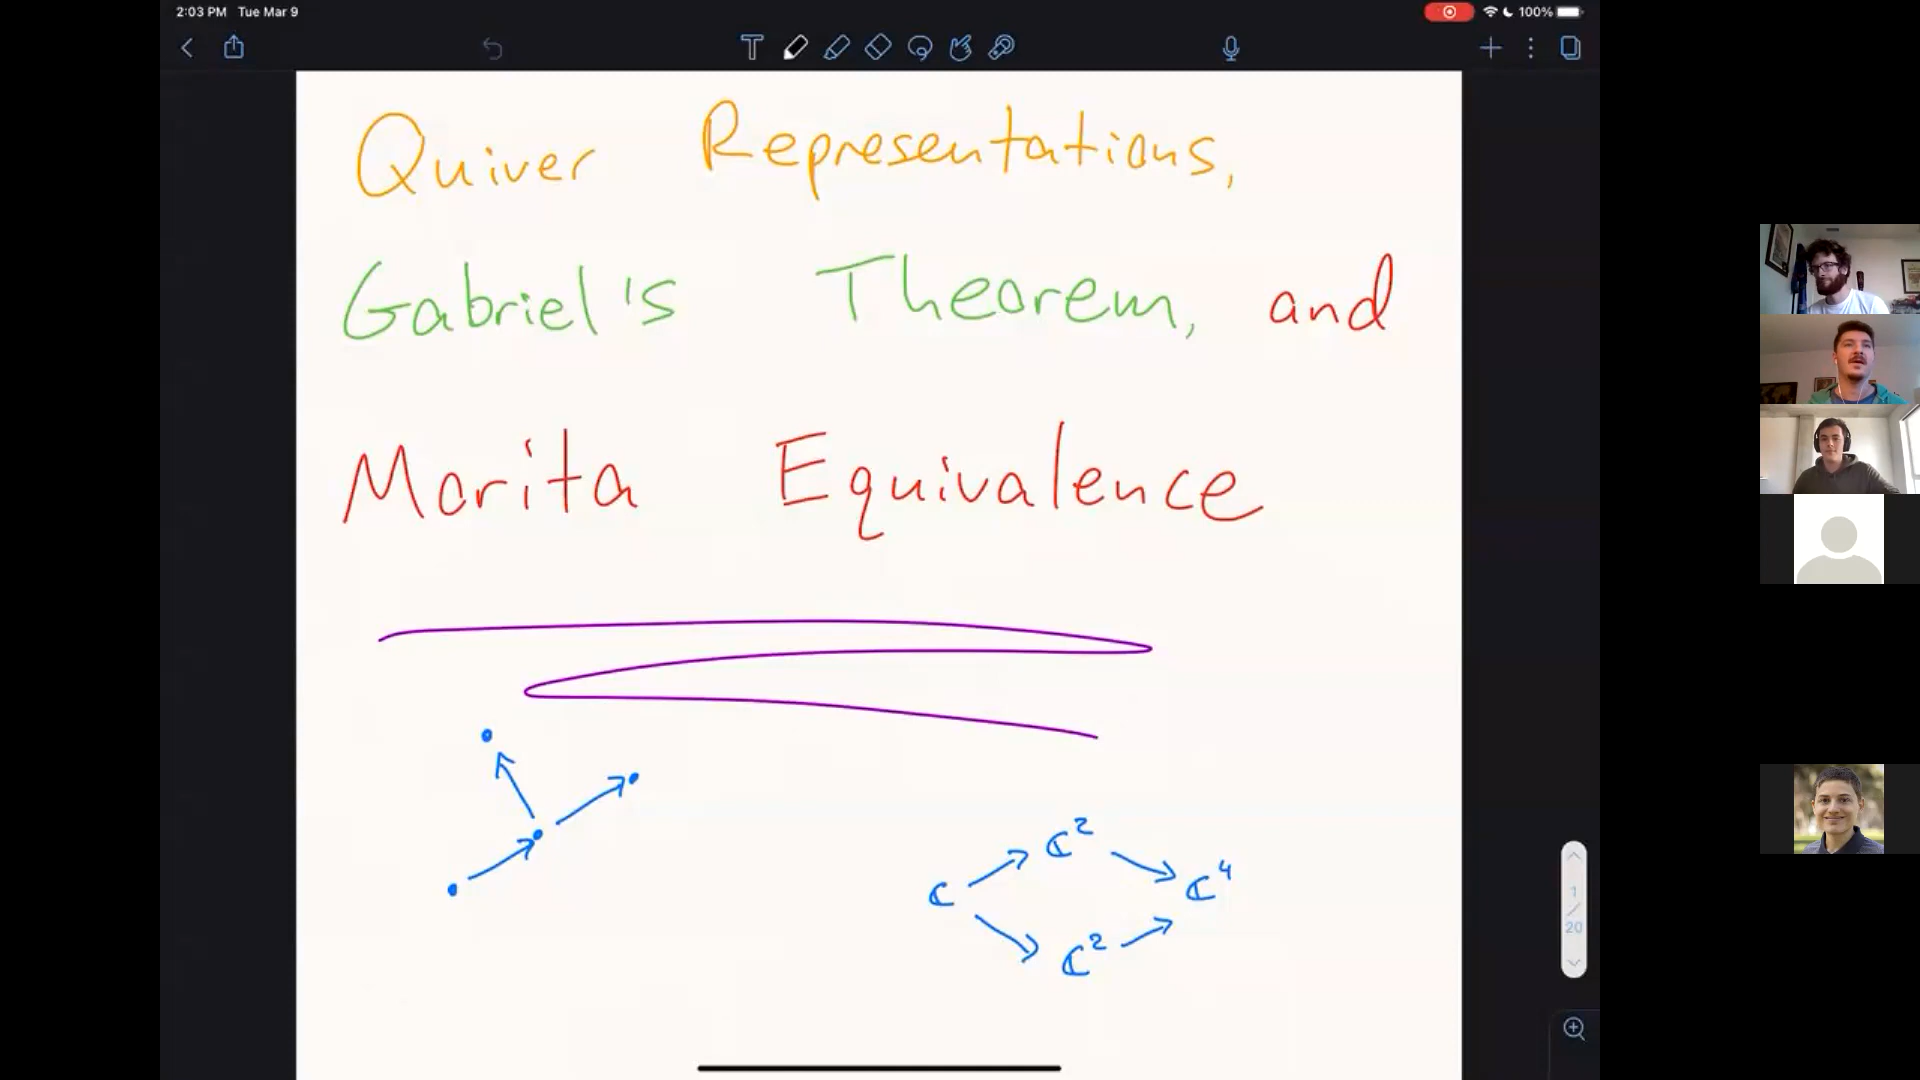 2:03 PM Tue Mar 9
100%
T
Quiver Representations,
Gabriel's Theorem, and
Morita Equivalence
ℂ²
ℂ ℂ⁴
ℂ²
1
/
20